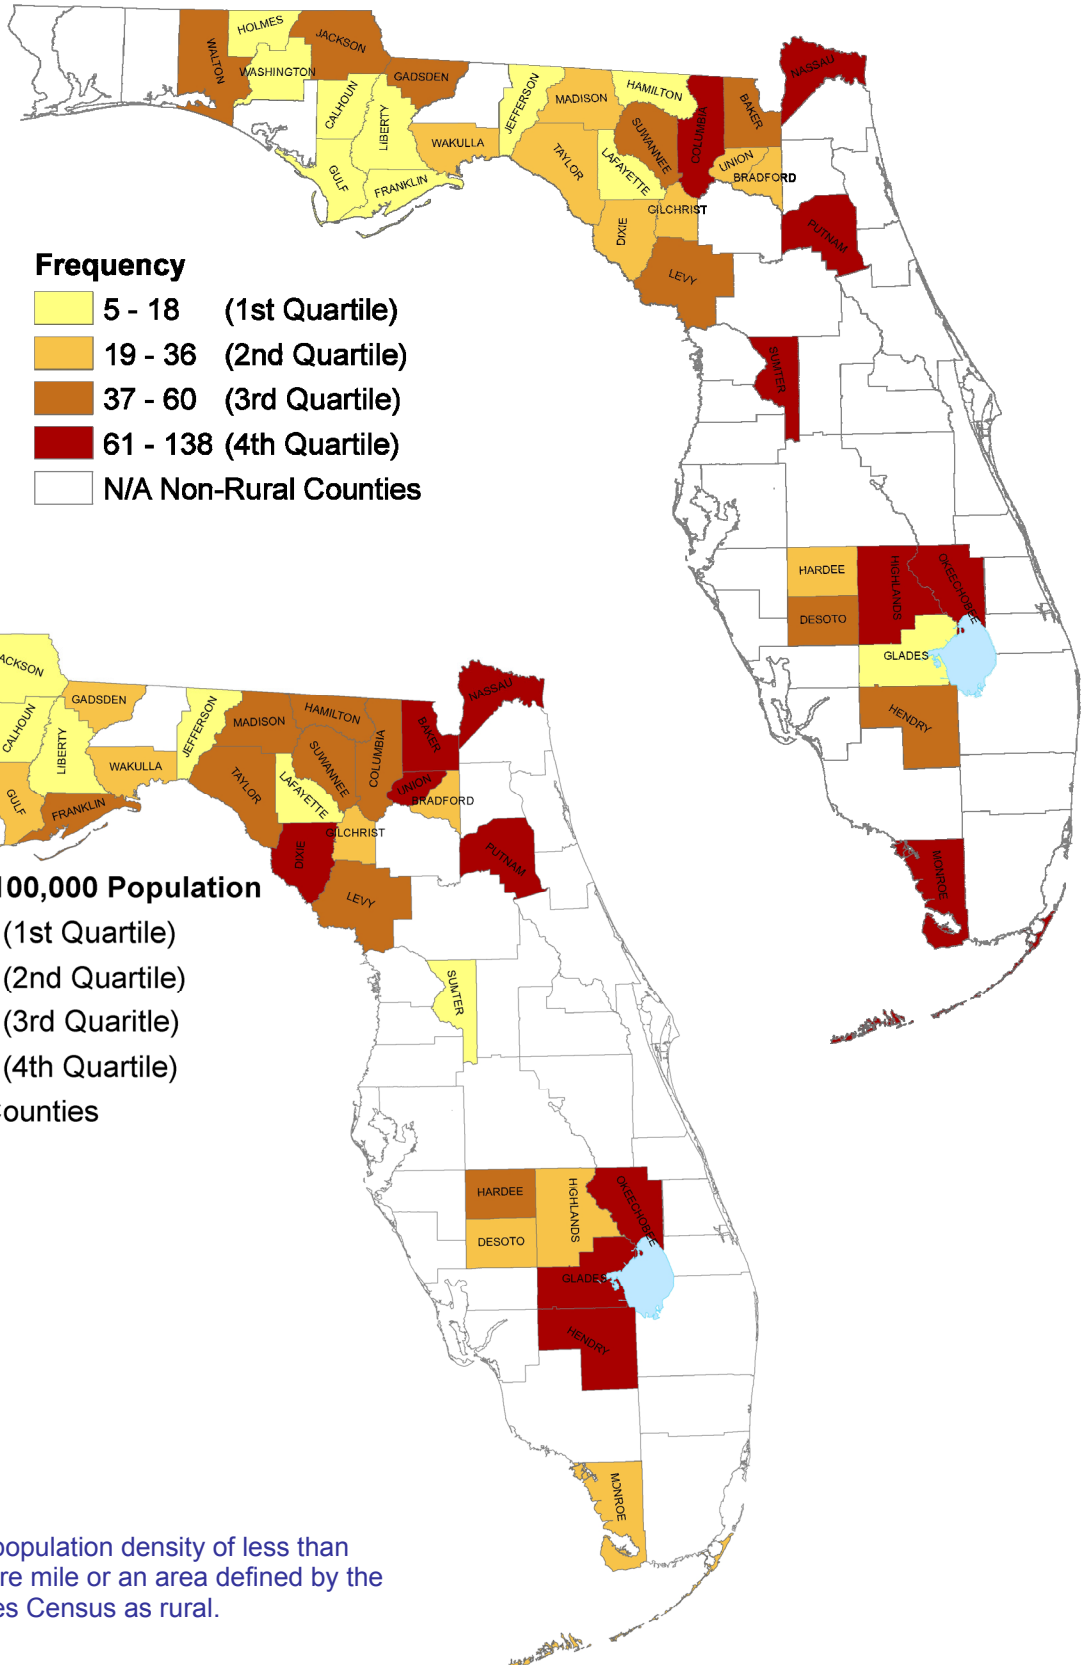 HOLMES
JACKSON
WALTON
WASHINGTON
GADSDEN
CALHOUN
LIBERTY
JEFFERSON
MADISON
HAMILTON
COLUMBIA
BAKER
NASSAU
WAKULLA
TAYLOR
LAFAYETTE
SUWANNEE
UNION
BRADFORD
GULF
FRANKLIN
DIXIE
GILCHRIST
PUTNAM
LEVY
SUMTER
HARDEE
HIGHLANDS
OKEECHOBEE
DESOTO
GLADES
HENDRY
MONROE
Frequency
5 - 18 (1st Quartile)
19 - 36 (2nd Quartile)
37 - 60 (3rd Quartile)
61 - 138 (4th Quartile)
N/A Non-Rural Counties
ACKSON
GADSDEN
CALHOUN
LIBERTY
JEFFERSON
MADISON
HAMILTON
COLUMBIA
BAKER
NASSAU
WAKULLA
TAYLOR
LAFAYETTE
SUWANNEE
UNION
BRADFORD
GULF
FRANKLIN
DIXIE
GILCHRIST
PUTNAM
LEVY
SUMTER
HARDEE
HIGHLANDS
OKEECHOBEE
DESOTO
GLADES
HENDRY
MONROE
100,000 Population
(1st Quartile)
(2nd Quartile)
(3rd Quaritle)
(4th Quartile)
ounties
population density of less than
re mile or an area defined by the
es Census as rural.